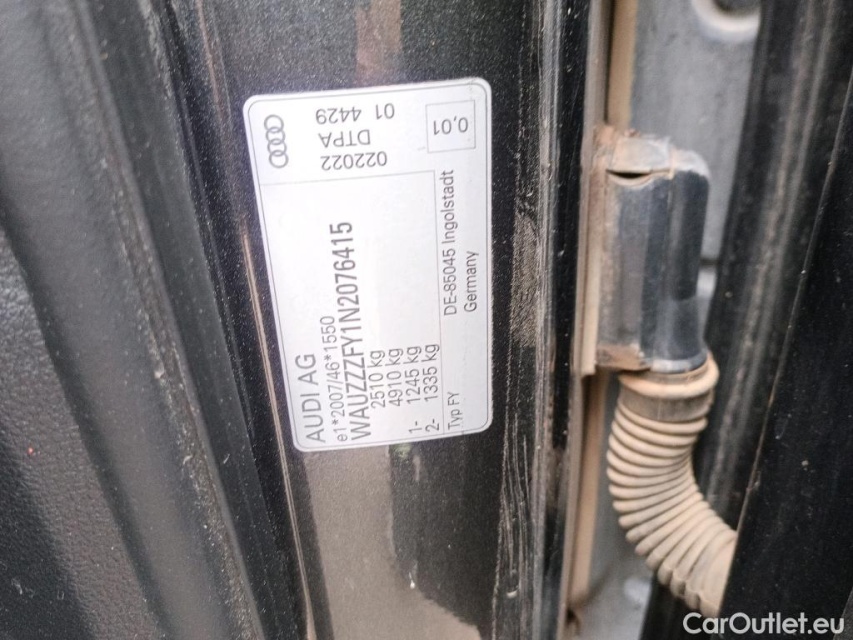 AUDI AG
e1*2007/46*1550
WAUZZZFY1N2076415
2510 kg
4910 kg
1- 1245 kg
2- 1335 kg
Typ FY
DE-85045 Ingolstadt
Germany
022022
DTPA
01 4429
0,01
CarOutlet.eu